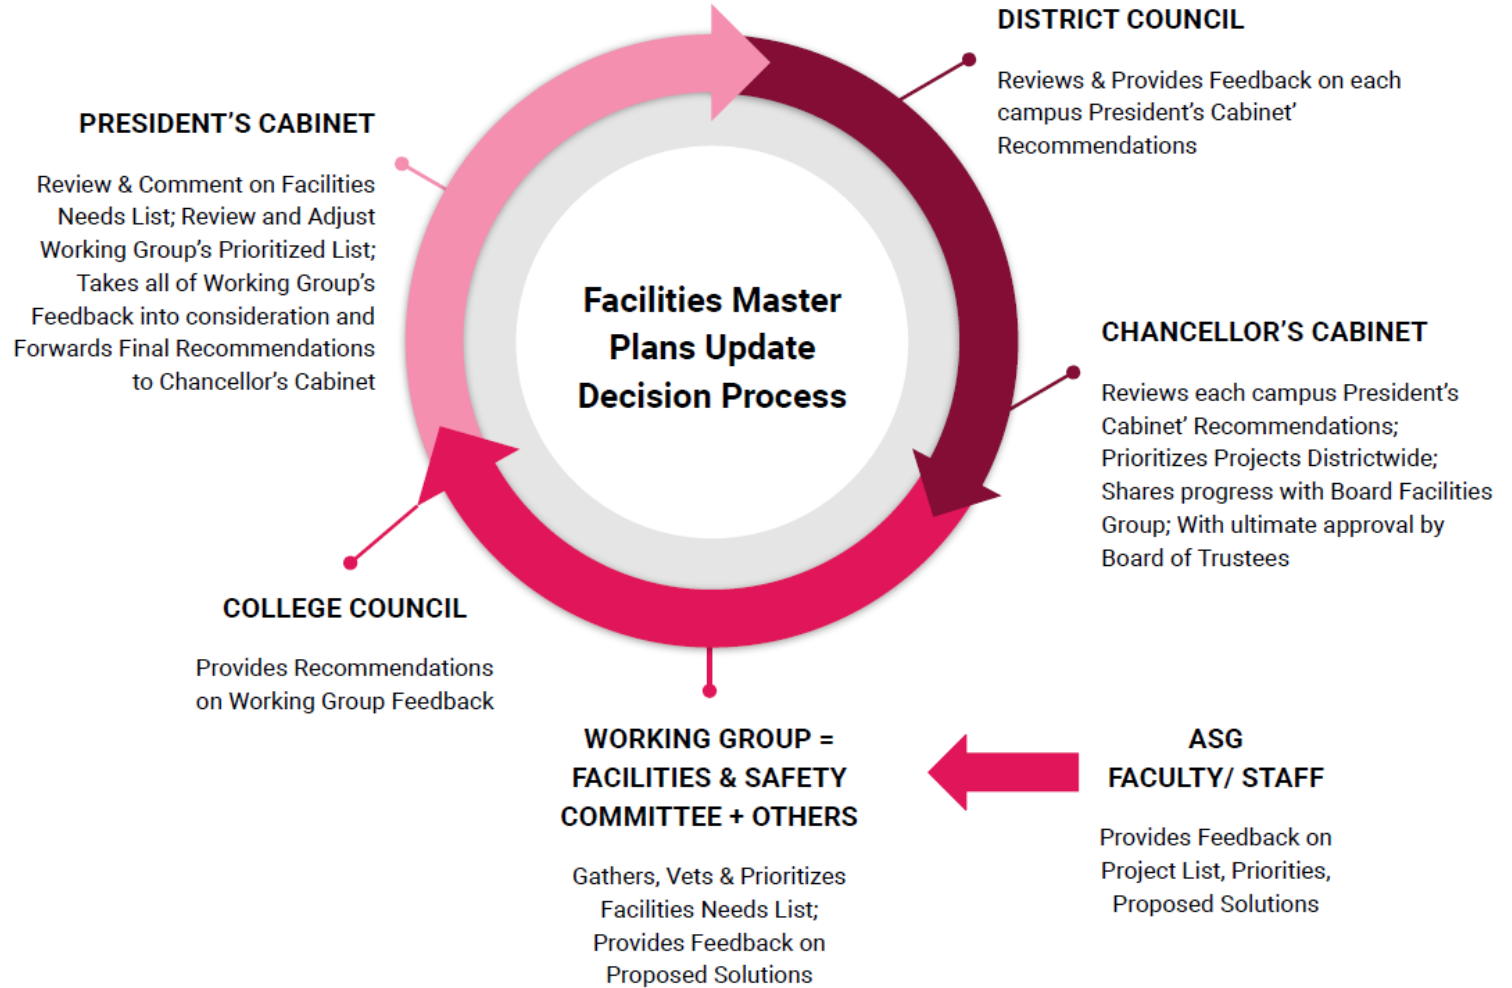 DISTRICT COUNCIL
Reviews & Provides Feedback on each
campus President's Cabinet'
Recommendations
PRESIDENT'S CABINET
Review & Comment on Facilities
Needs List; Review and Adjust
Working Group's Prioritized List;
Takes all of Working Group's
Feedback into consideration and
Forwards Final Recommendations
to Chancellor's Cabinet
Facilities Master
Plans Update
Decision Process
CHANCELLOR'S CABINET
Reviews each campus President's
Cabinet' Recommendations;
Prioritizes Projects Districtwide;
Shares progress with Board Facilities
Group; With ultimate approval by
Board of Trustees
COLLEGE COUNCIL
Provides Recommendations
on Working Group Feedback
WORKING GROUP =
FACILITIES & SAFETY
COMMITTEE + OTHERS
Gathers, Vets & Prioritizes
Facilities Needs List;
Provides Feedback on
Proposed Solutions
ASG
FACULTY/ STAFF
Provides Feedback on
Project List, Priorities,
Proposed Solutions